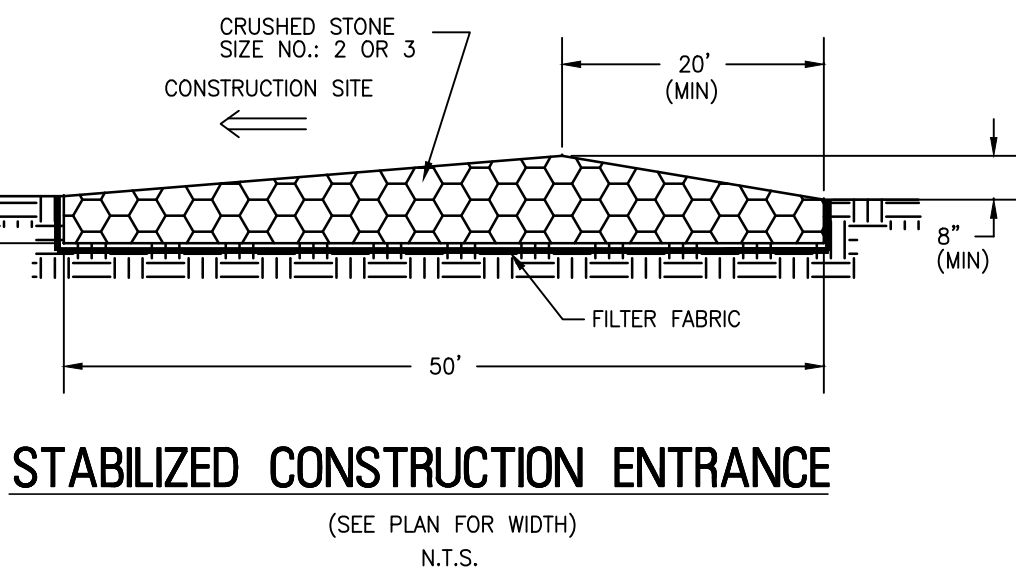 CRUSHED STONE
SIZE NO.: 2 OR 3
CONSTRUCTION SITE
20'
(MIN)
8"
(MIN)
FILTER FABRIC
50'
STABILIZED CONSTRUCTION ENTRANCE
(SEE PLAN FOR WIDTH)
N.T.S.